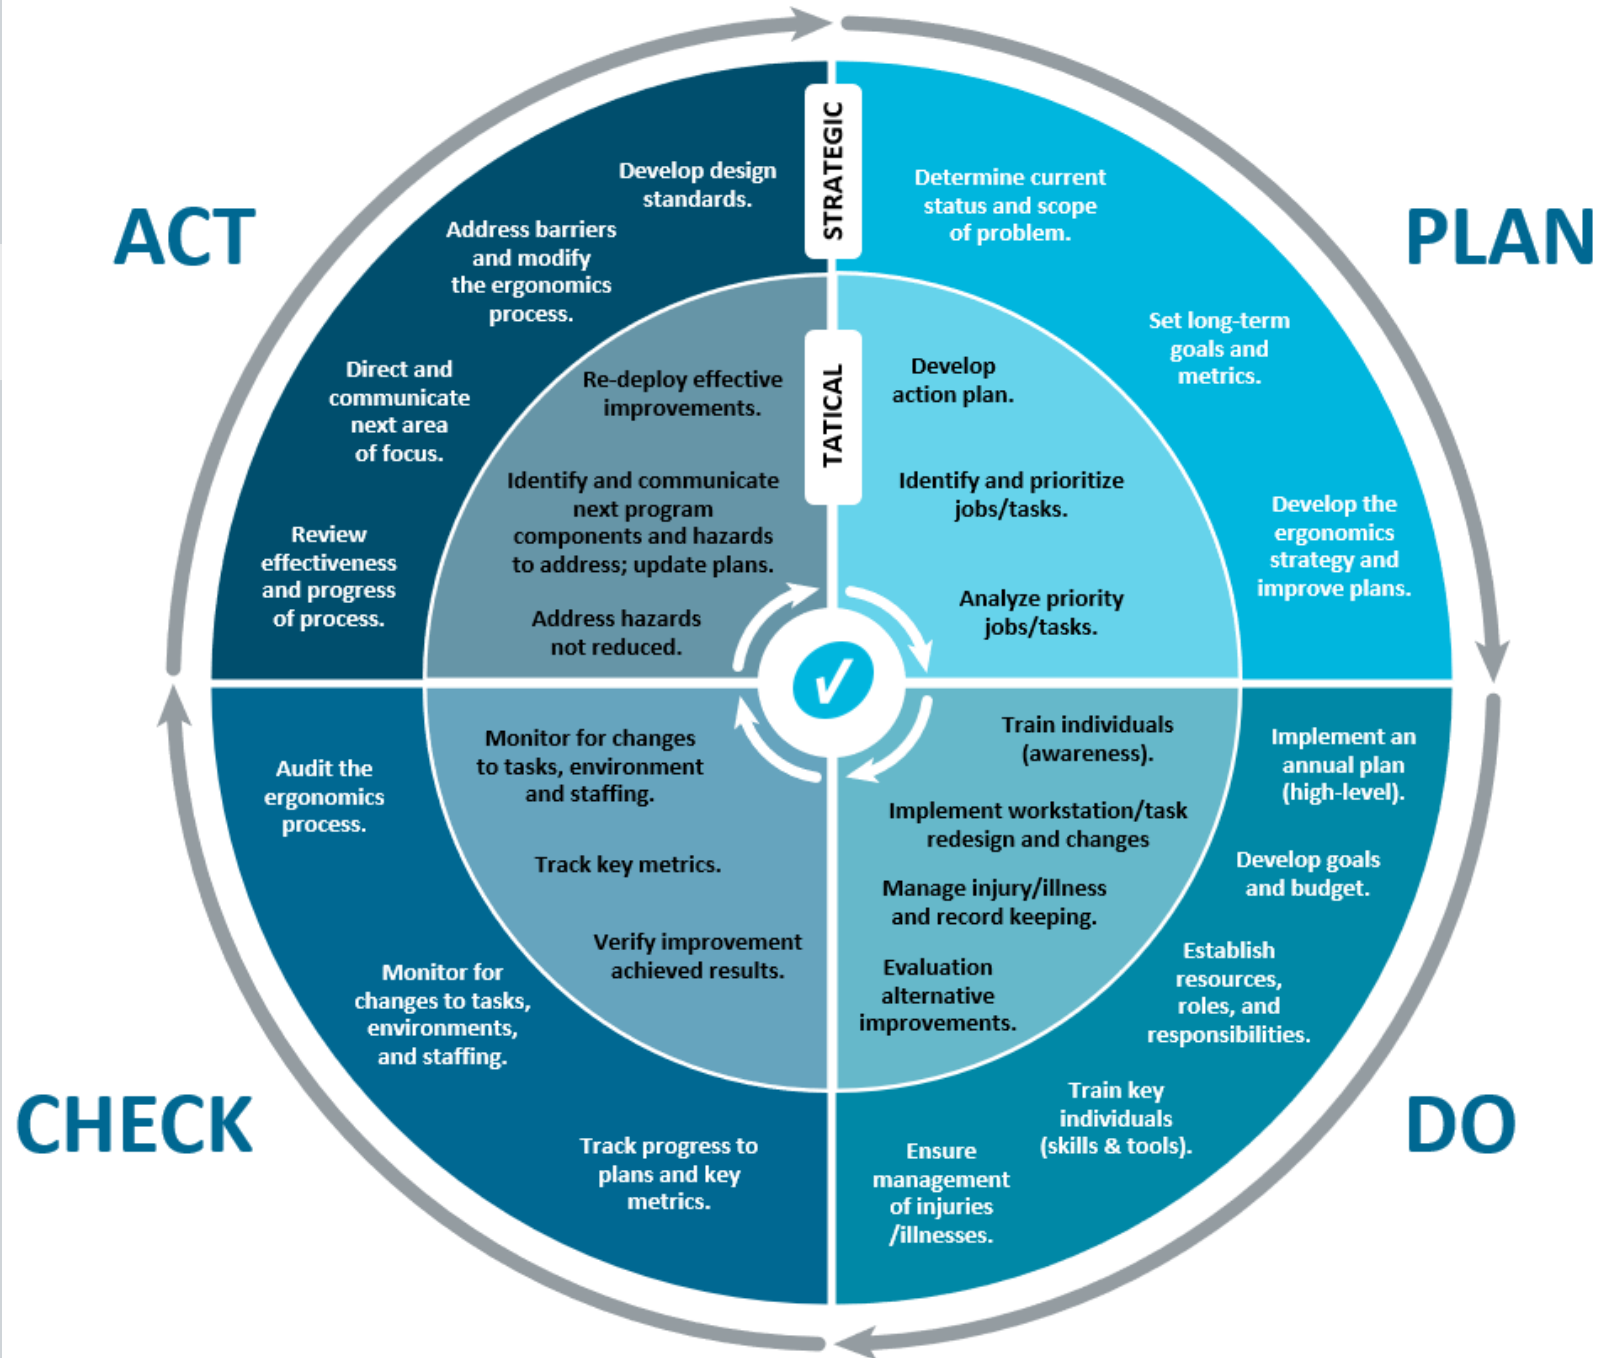 ACT
PLAN
STRATEGIC
Develop design
standards.
Address barriers
and modify
the ergonomics
process.
Direct and
communicate
next area
of focus.
Review
effectiveness
and progress
of process.
Determine current
status and scope
of problem.
Set long-term
goals and
metrics.
Develop the
ergonomics
strategy and
improve plans.
TATICAL
Re-deploy effective
improvements.
Identify and communicate
next program
components and hazards
to address; update plans.
Address hazards
not reduced.
Develop
action plan.
Identify and prioritize
jobs/tasks.
Analyze priority
jobs/tasks.
Monitor for changes
to tasks, environment
and staffing.
Track key metrics.
Verify improvement
achieved results.
Train individuals
(awareness).
Implement workstation/task
redesign and changes
Manage injury/illness
and record keeping.
Evaluation
alternative
improvements.
Audit the
ergonomics
process.
Monitor for
changes to tasks,
environments,
and staffing.
Track progress to
plans and key
metrics.
Implement an
annual plan
(high-level).
Develop goals
and budget.
Establish
resources,
roles, and
responsibilities.
Train key
individuals
(skills & tools).
Ensure
management
of injuries
/illnesses.
CHECK
DO